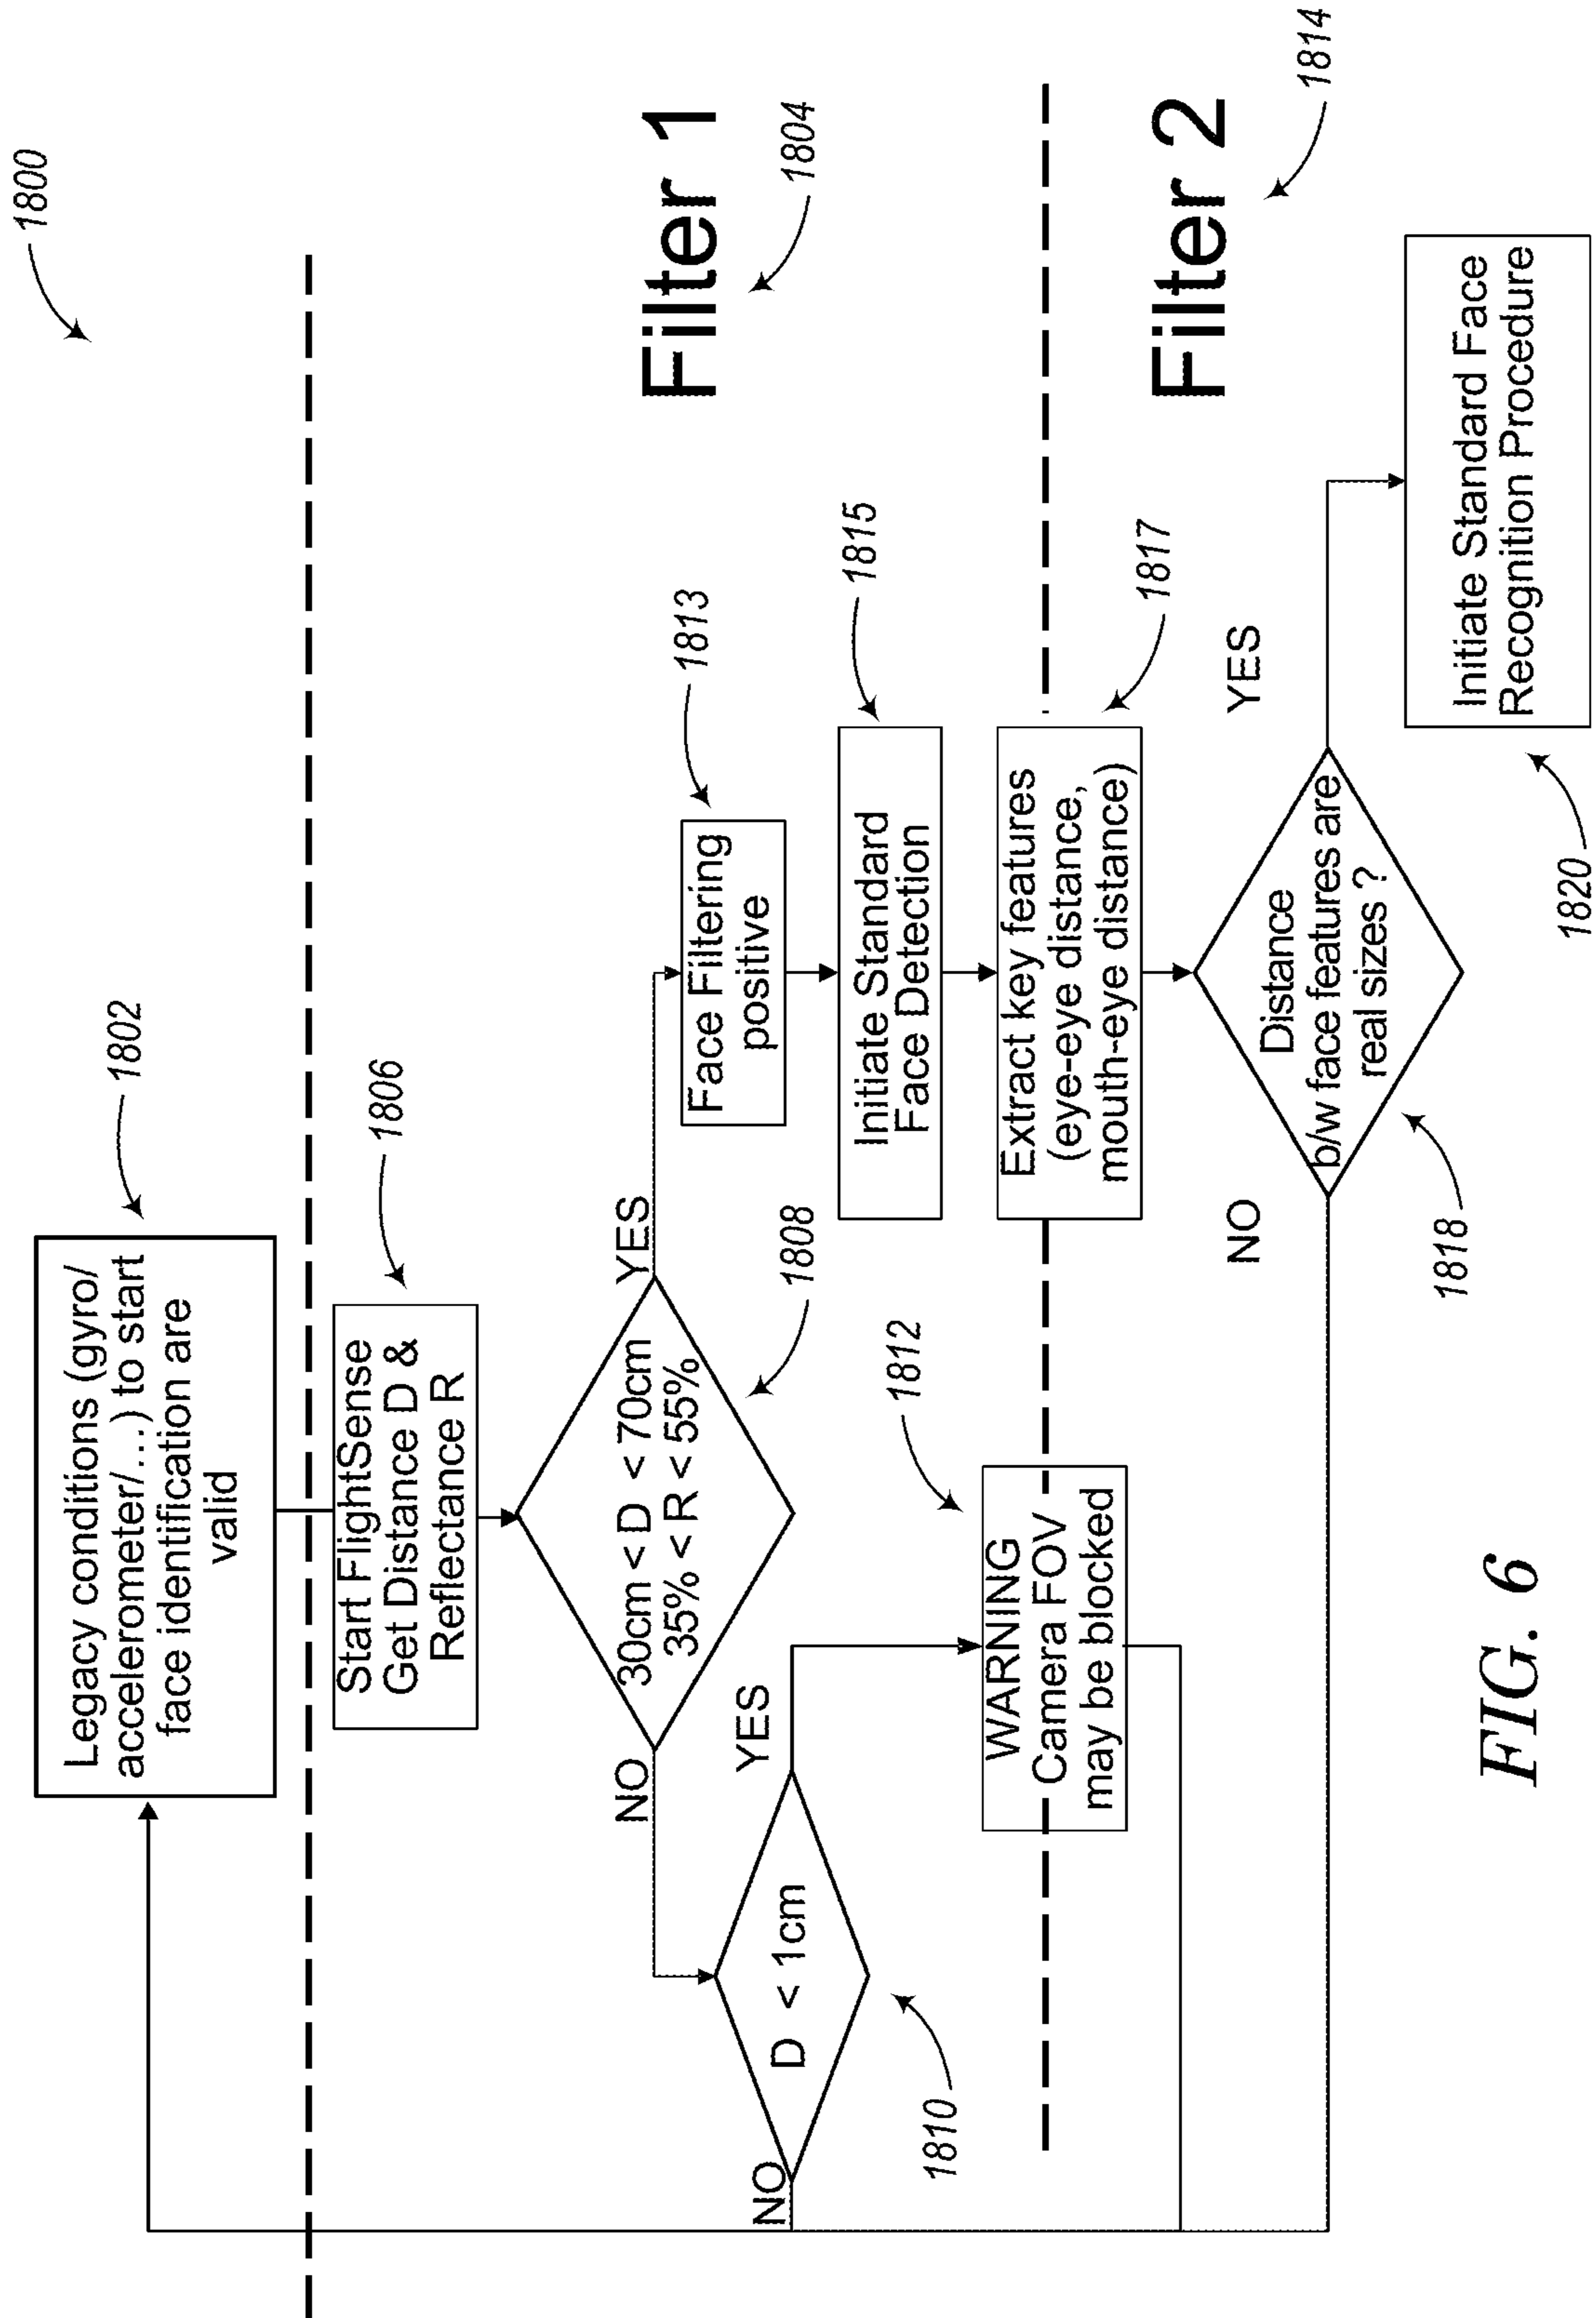 1800
Legacy conditions (gyro/
accelerometer/...) to start
face identification are
valid
1802
Start FlightSense
Get Distance D &
Reflectance R
1806
Filter 1
1804
30cm < D < 70cm
35% < R < 55%
1808
YES
NO
Face Filtering
positive
1813
D < 1cm
1810
YES
NO
Initiate Standard
Face Detection
1815
WARNING
Camera FOV
may be blocked
1812
Extract key features
(eye-eye distance,
mouth-eye distance)
1817
Filter 2
1814
Distance
b/w face features are
real sizes ?
1818
NO
YES
Initiate Standard Face
Recognition Procedure
1820
FIG. 6